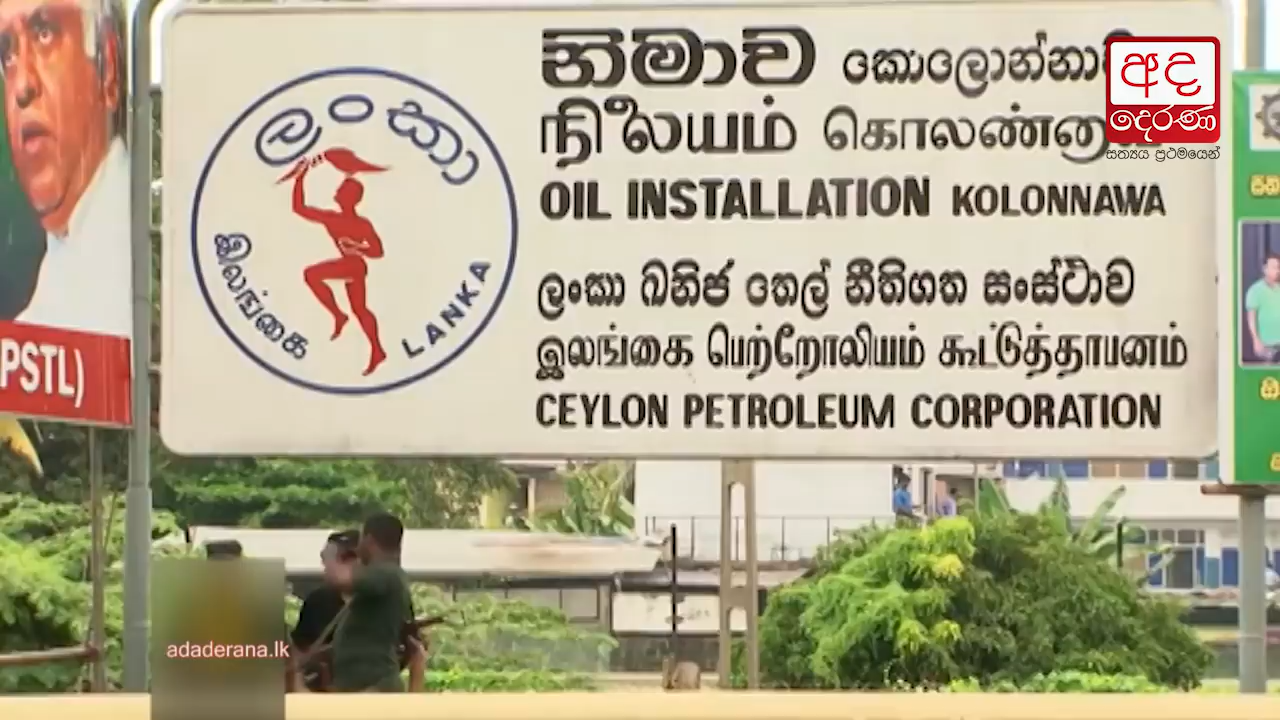 ලංකා
இலங்கை
LANKA
නිමාව
කොලොන්නාව
நிலையம்
OIL INSTALLATION KOLONNAWA
ලංකා ඛනිජ තෙල් නීතිගත සංස්ථාව
இலங்கை பெற்றோலியம் கூட்டுத்தாபனம்
CEYLON PETROLEUM CORPORATION
අද
දෙරණ
සත්‍යය ප්‍රථමයෙන්
PSTL)
adaderana.lk